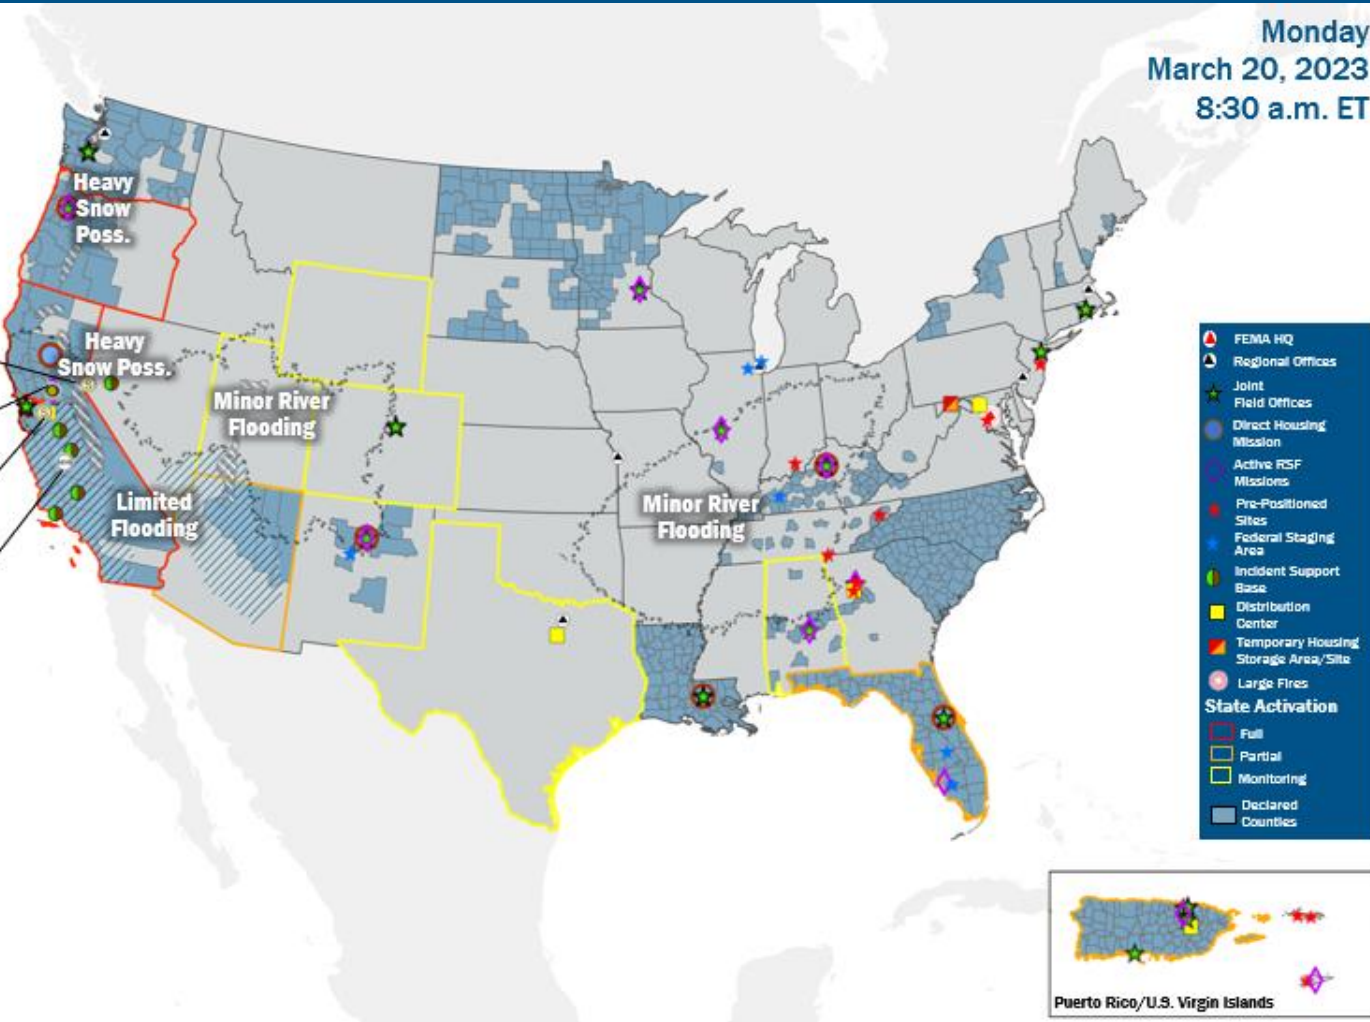 Monday
March 20, 2023
8:30 a.m. ET
Heavy
Snow
Poss.
Heavy
Snow Poss.
Minor River
Flooding
Limited
Flooding
Minor River
Flooding
FEMA HQ
Regional Offices
Joint
Field Offices
Direct Housing
Mission
Active RSF
Missions
Pre-Positioned
Sites
Federal Staging
Area
Incident Support
Base
Distribution
Center
Temporary Housing
Storage Area/Site
Large Fires
State Activation
Full
Partial
Monitoring
Declared
Counties
Puerto Rico/U.S. Virgin Islands